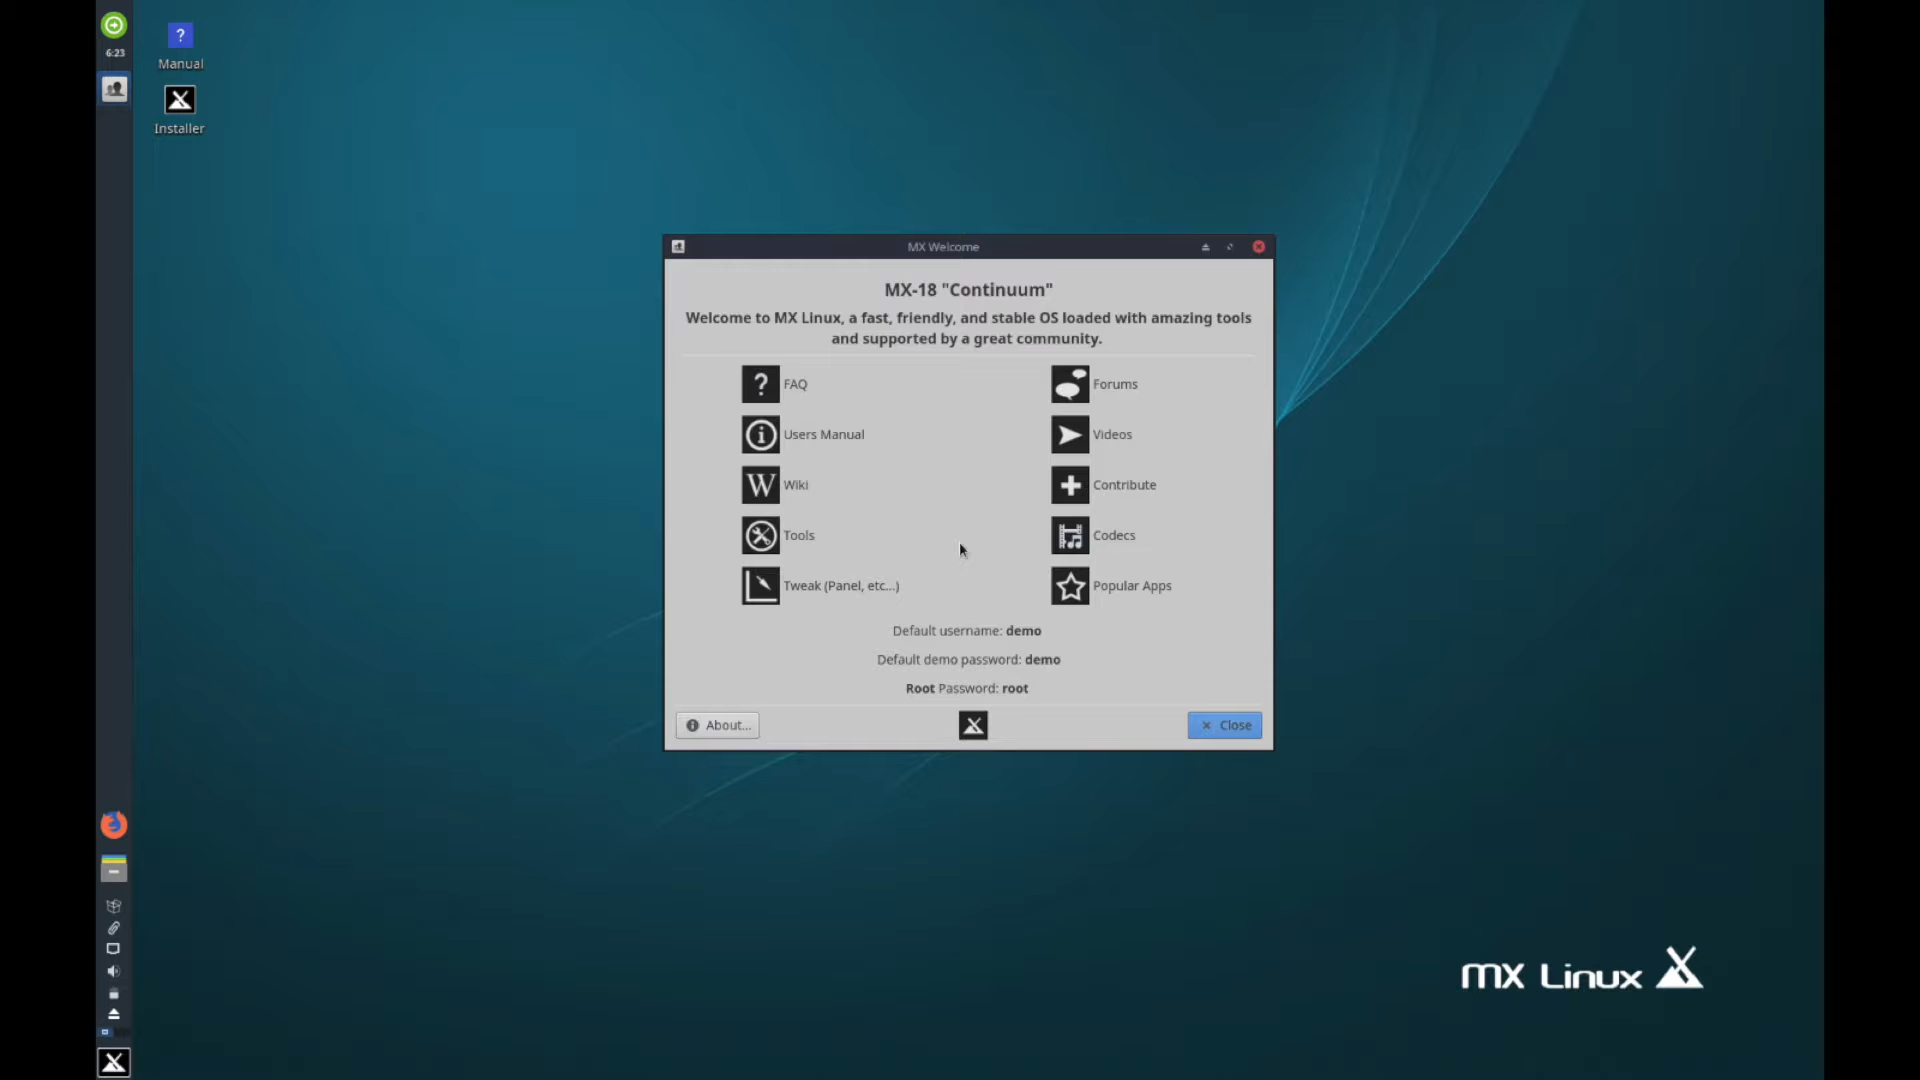 6:23
?
Manual
Installer
MX Welcome
MX-18 "Continuum"
Welcome to MX Linux, a fast, friendly, and stable OS loaded with amazing tools
and supported by a great community.
? FAQ
Forums
i Users Manual
Videos
W Wiki
Contribute
Tools
Codecs
Tweak (Panel, etc...)
Popular Apps
Default username: demo
Default demo password: demo
Root Password: root
About...
Close
MX Linux